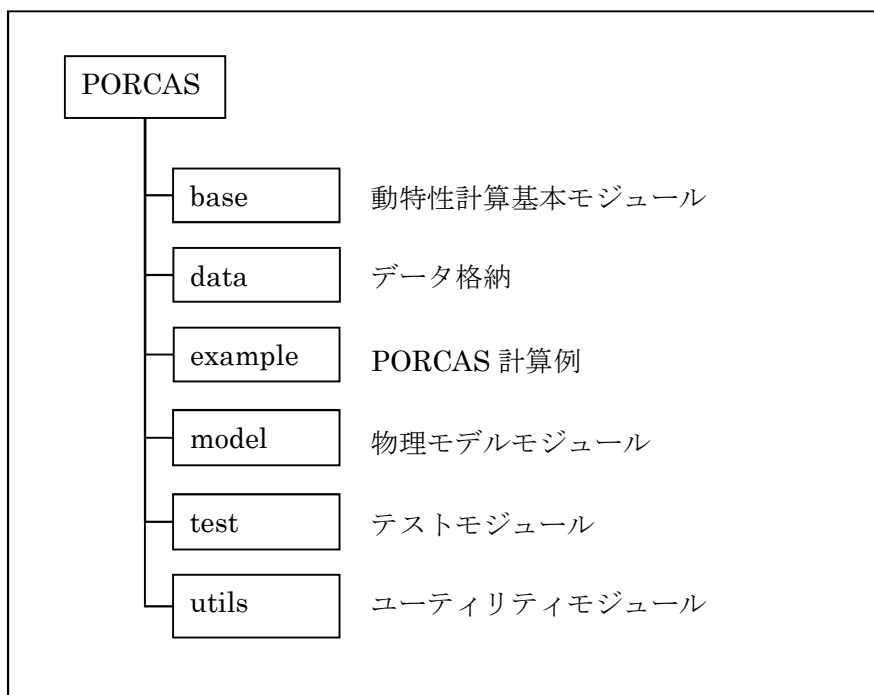 PORCAS
base 動特性計算基本モジュール
data データ格納
example PORCAS 計算例
model 物理モデルモジュール
test テストモジュール
utils ユーティリティモジュール